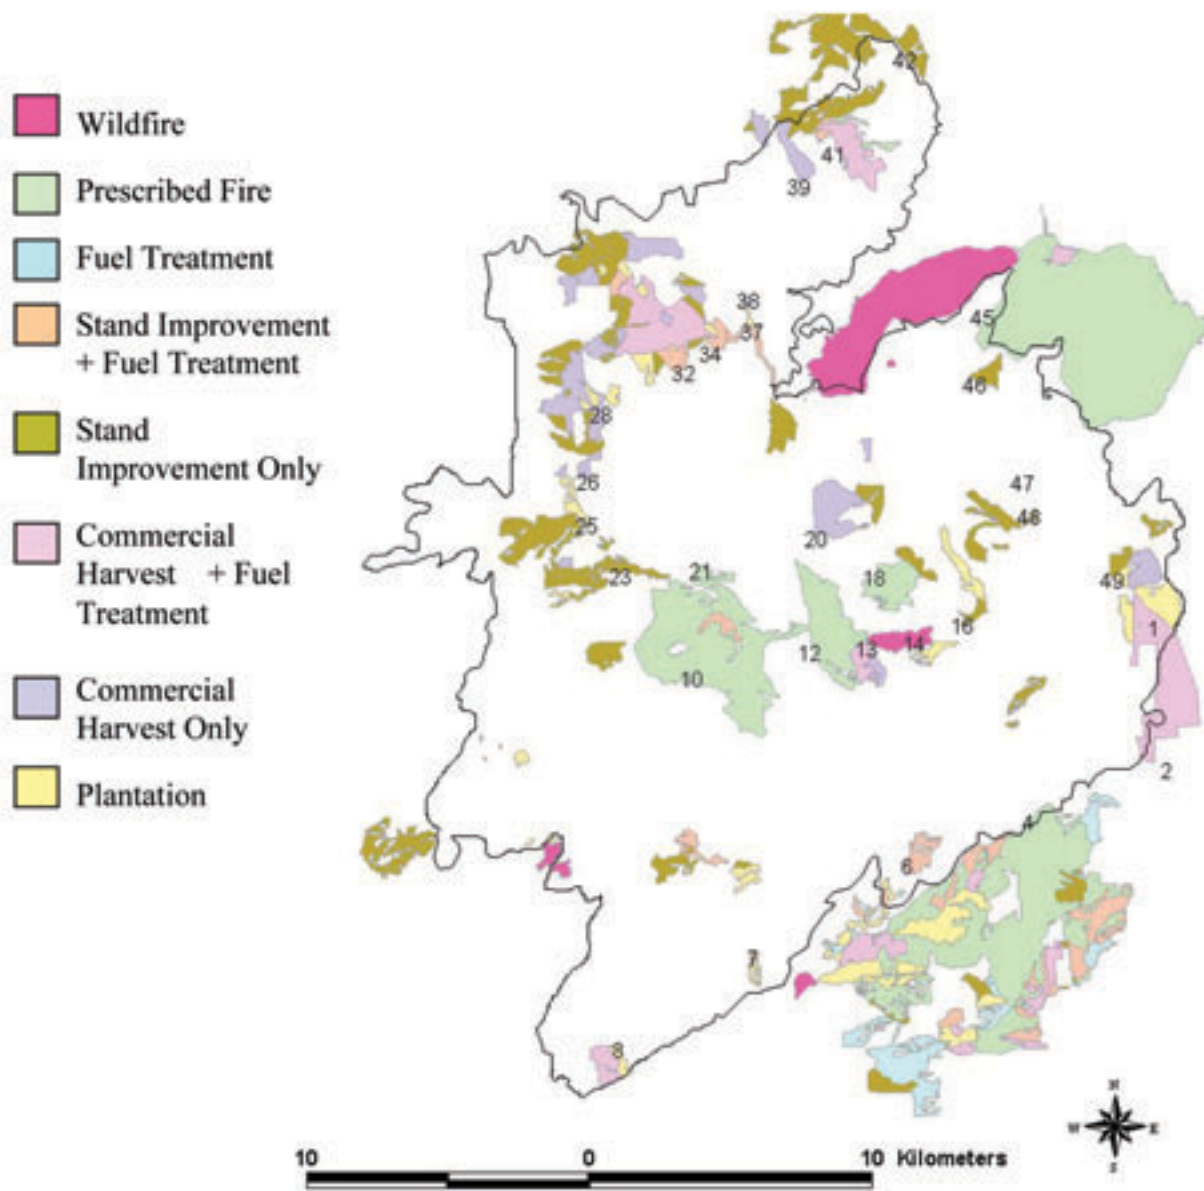 Wildfire
Prescribed Fire
Fuel Treatment
Stand Improvement
+ Fuel Treatment
Stand
Improvement Only
Commercial
Harvest + Fuel
Treatment
Commercial
Harvest Only
Plantation
42
41
39
38
37
34
32
28
26
25
23
21
45
46
47
48
20
18
49
16
14
13
12
10
1
2
4
6
7
8
N
W E
S
10 0 10 Kilometers